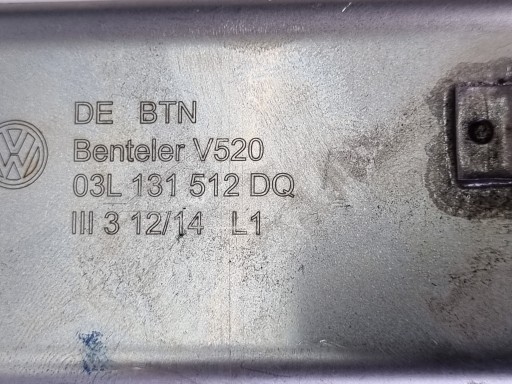 DE BTN
Benteler V520
03L 131 512 DQ
III 3 12/14 L1